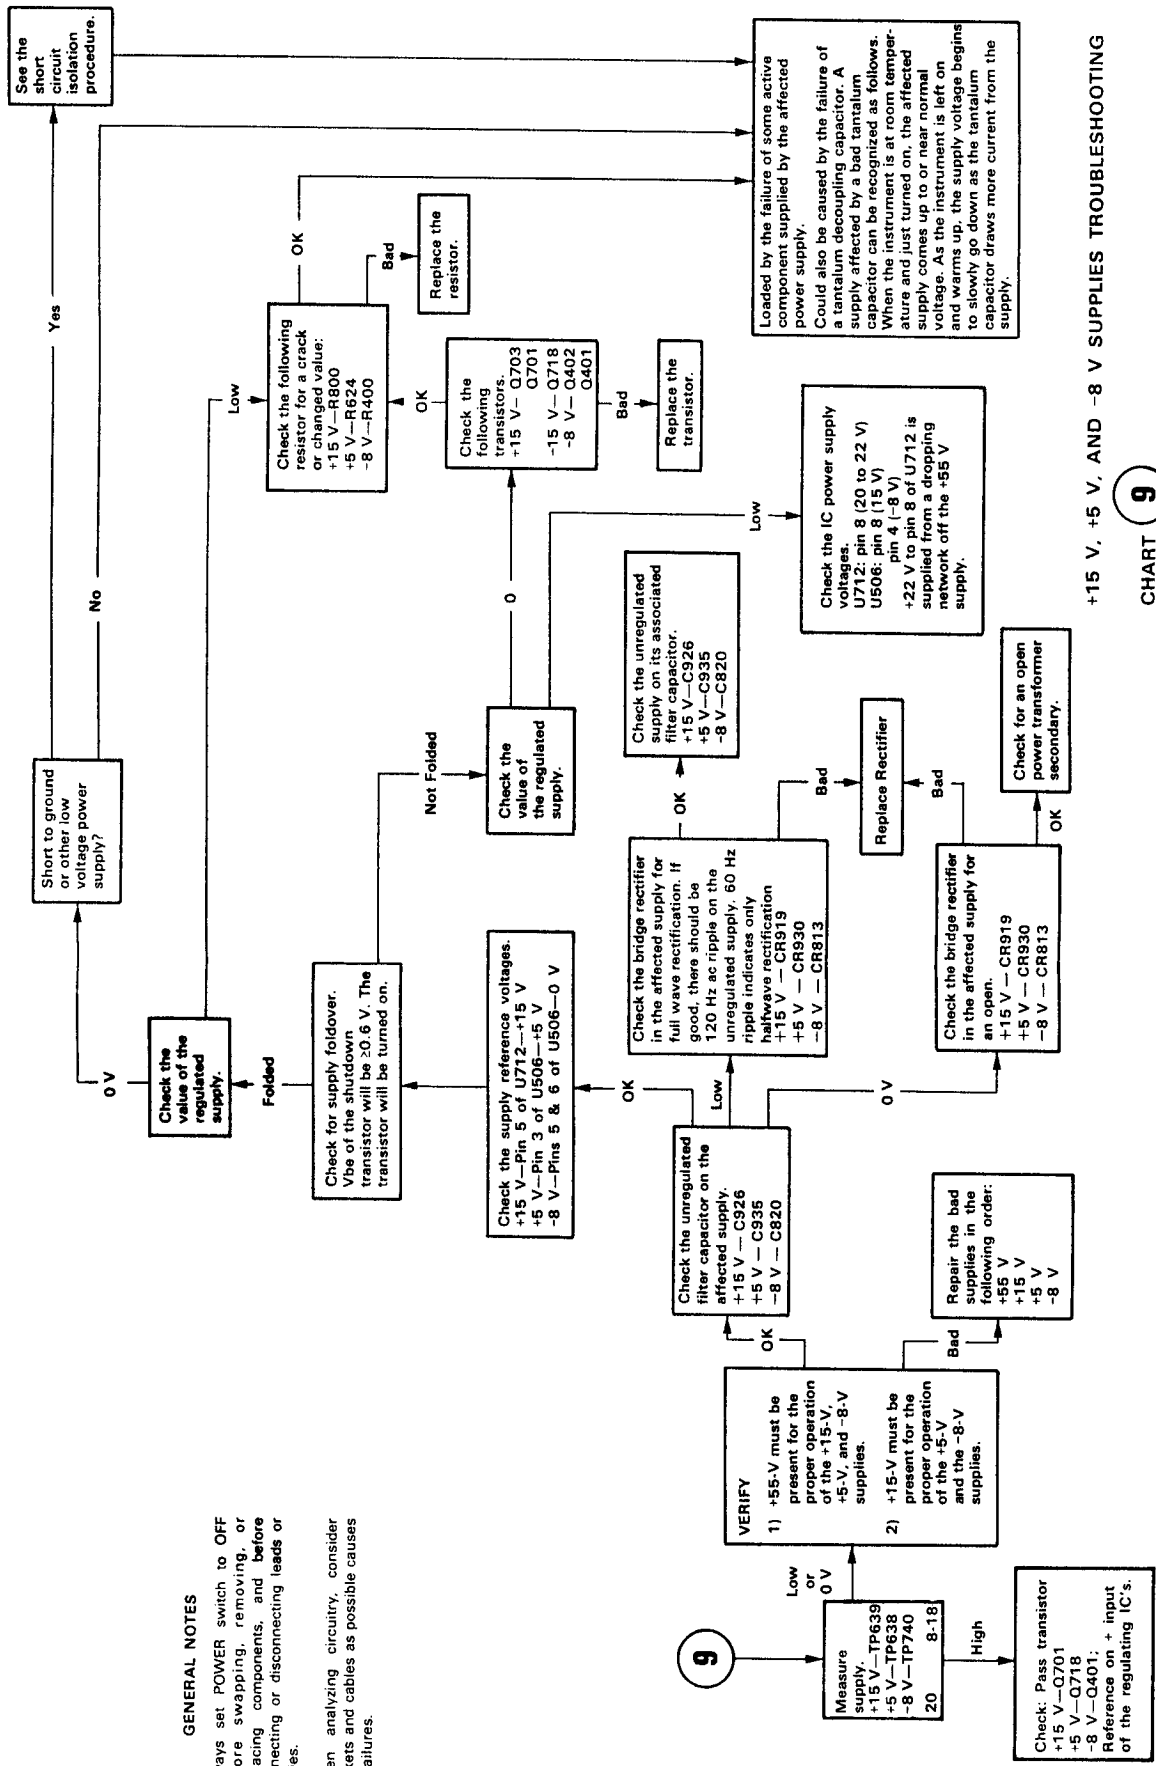 GENERAL NOTES
ays set POWER switch to OFF
ore swapping, removing, or
acing components, and before
necting or disconnecting leads or
es.
en analyzing circuitry, consider
kets and cables as possible causes
ailures.
9
Measure
supply.
+15 V—TP639
+5 V—TP638
-8 V—TP740
20 8-18
High
Check: Pass transistor
+15 V—Q701
+5 V—Q718
-8 V—Q401;
Reference on + input
of the regulating IC's.
Low
or
0 V
VERIFY
1) +55-V must be
present for the
proper operation
of the +15-V,
+5-V, and -8-V
supplies.
2) +15-V must be
present for the
proper operation
of the +5-V
and the -8-V
supplies.
OK
Bad
Repair the bad
supplies in the
following order:
+55 V
+15 V
+5 V
-8 V
Check the unregulated
filter capacitor on the
affected supply.
+15 V — C926
+5 V — C935
-8 V — C820
OK
Low
0 V
Check the supply reference voltages.
+15 V—Pin 5 of U712—+15 V
+5 V—Pin 3 of U506—+5 V
-8 V—Pins 5 & 6 of U506—0 V
Check for supply foldover.
Vbe of the shutdown
transistor will be ≥0.6 V. The
transistor will be turned on.
Folded
Not Folded
Check the
value of the
regulated
supply.
0 V
Low
Short to ground
or other low
voltage power
supply?
Yes
No
See the
short
circuit
isolation
procedure.
Check the
value of
the regulated
supply.
0
Low
Check the
following
transistors.
+15 V— Q703
Q701
-15 V—Q718
-8 V— Q402
Q401
OK
Bad
Replace the
transistor.
Check the following
resistor for a crack
or changed value:
+15 V—R800
+5 V—R624
-8 V—R400
OK
Bad
Replace the
resistor.
Check the bridge rectifier
in the affected supply for
full wave rectification. If
good, there should be
120 Hz ac ripple on the
unregulated supply. 60 Hz
ripple indicates only
halfwave rectification
+15 V — CR919
+5 V — CR930
-8 V — CR813
OK
Bad
Check the unregulated
supply on its associated
filter capacitor.
+15 V—C926
+5 V—C935
-8 V—C820
Replace Rectifier
Check the bridge rectifier
in the affected supply for
an open.
+15 V — CR919
+5 V — CR930
-8 V — CR813
Bad
OK
Check for an open
power transformer
secondary.
Check the IC power supply
voltages.
U712: pin 8 (20 to 22 V)
U506: pin 8 (15 V)
pin 4 (-8 V)
+22 V to pin 8 of U712 is
supplied from a dropping
network off the +55 V
supply.
Loaded by the failure of some active
component supplied by the affected
power supply.
Could also be caused by the failure of
a tantalum decoupling capacitor. A
supply affected by a bad tantalum
capacitor can be recognized as follows.
When the instrument is at room temper-
ature and just turned on, the affected
supply comes up to or near normal
voltage. As the instrument is left on
and warms up, the supply voltage begins
to slowly go down as the tantalum
capacitor draws more current from the
supply.
+15 V, +5 V, AND -8 V SUPPLIES TROUBLESHOOTING
CHART 9